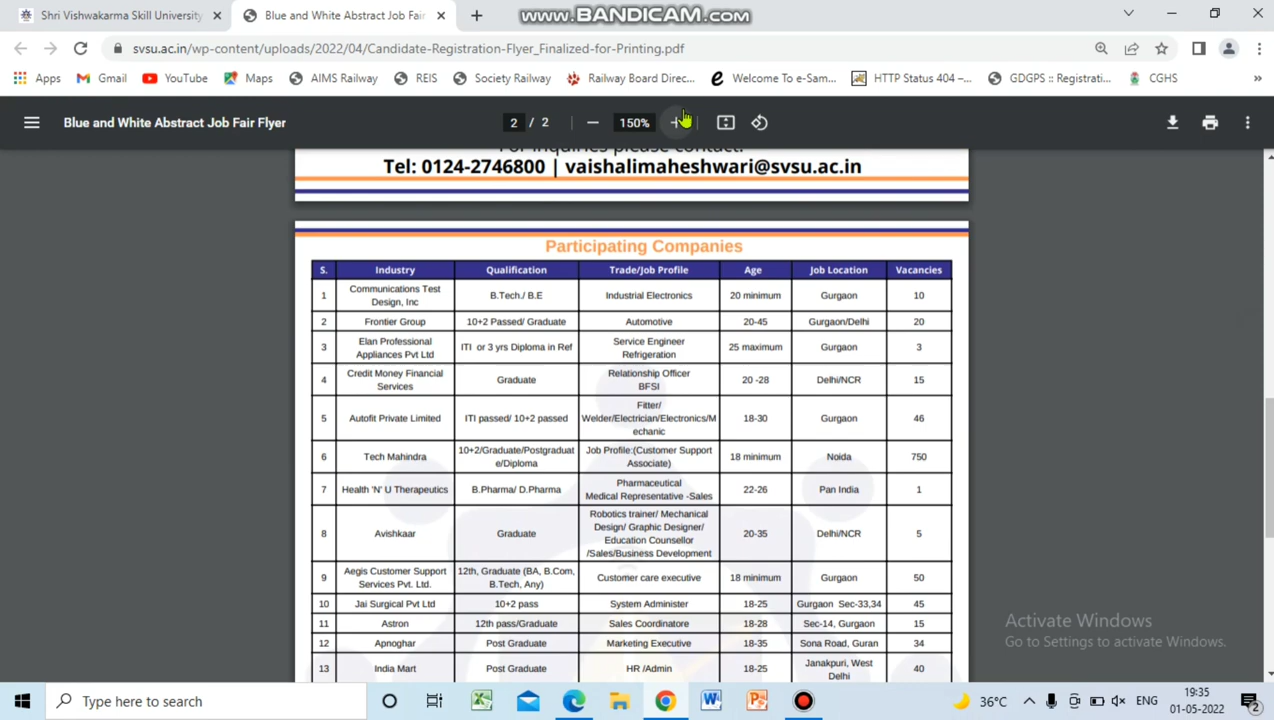 Shri Vishwakarma Skill University
Blue and White Abstract Job Fair
www.BANDICAM.com
svsu.ac.in/wp-content/uploads/2022/04/Candidate-Registration-Flyer_Finalized-for-Printing.pdf
Apps Gmail YouTube Maps AIMS Railway REIS Society Railway Railway Board Direc... Welcome To e-Sam... HTTP Status 404 –... GDGPS :: Registrati... CGHS »
Blue and White Abstract Job Fair Flyer 2 / 2 150%
Tel: 0124-2746800 | vaishalimaheshwari@svsu.ac.in
Participating Companies
S. Industry Qualification Trade/Job Profile Age Job Location Vacancies
1 Communications Test Design, Inc B.Tech./ B.E Industrial Electronics 20 minimum Gurgaon 10
2 Frontier Group 10+2 Passed/ Graduate Automotive 20-45 Gurgaon/Delhi 20
3 Elan Professional Appliances Pvt Ltd ITI or 3 yrs Diploma in Ref Service Engineer Refrigeration 25 maximum Gurgaon 3
4 Credit Money Financial Services Graduate Relationship Officer BFSI 20 -28 Delhi/NCR 15
5 Autofit Private Limited ITI passed/ 10+2 passed Fitter/ Welder/Electrician/Electronics/Mechanic 18-30 Gurgaon 46
6 Tech Mahindra 10+2/Graduate/Postgraduate/Diploma Job Profile:(Customer Support Associate) 18 minimum Noida 750
7 Health 'N' U Therapeutics B.Pharma/ D.Pharma Pharmaceutical Medical Representative -Sales 22-26 Pan India 1
8 Avishkaar Graduate Robotics trainer/ Mechanical Design/ Graphic Designer/ Education Counsellor /Sales/Business Development 20-35 Delhi/NCR 5
9 Aegis Customer Support Services Pvt. Ltd. 12th, Graduate (BA, B.Com, B.Tech, Any) Customer care executive 18 minimum Gurgaon 50
10 Jai Surgical Pvt Ltd 10+2 pass System Administer 18-25 Gurgaon Sec-33,34 45
11 Astron 12th pass/Graduate Sales Coordinatore 18-28 Sec-14, Gurgaon 15
12 Apnoghar Post Graduate Marketing Executive 18-35 Sona Road, Guran 34
13 India Mart Post Graduate HR /Admin 18-25 Janakpuri, West Delhi 40
Activate Windows
Go to Settings to activate Windows.
Type here to search
36°C ENG 19:35
01-05-2022 2